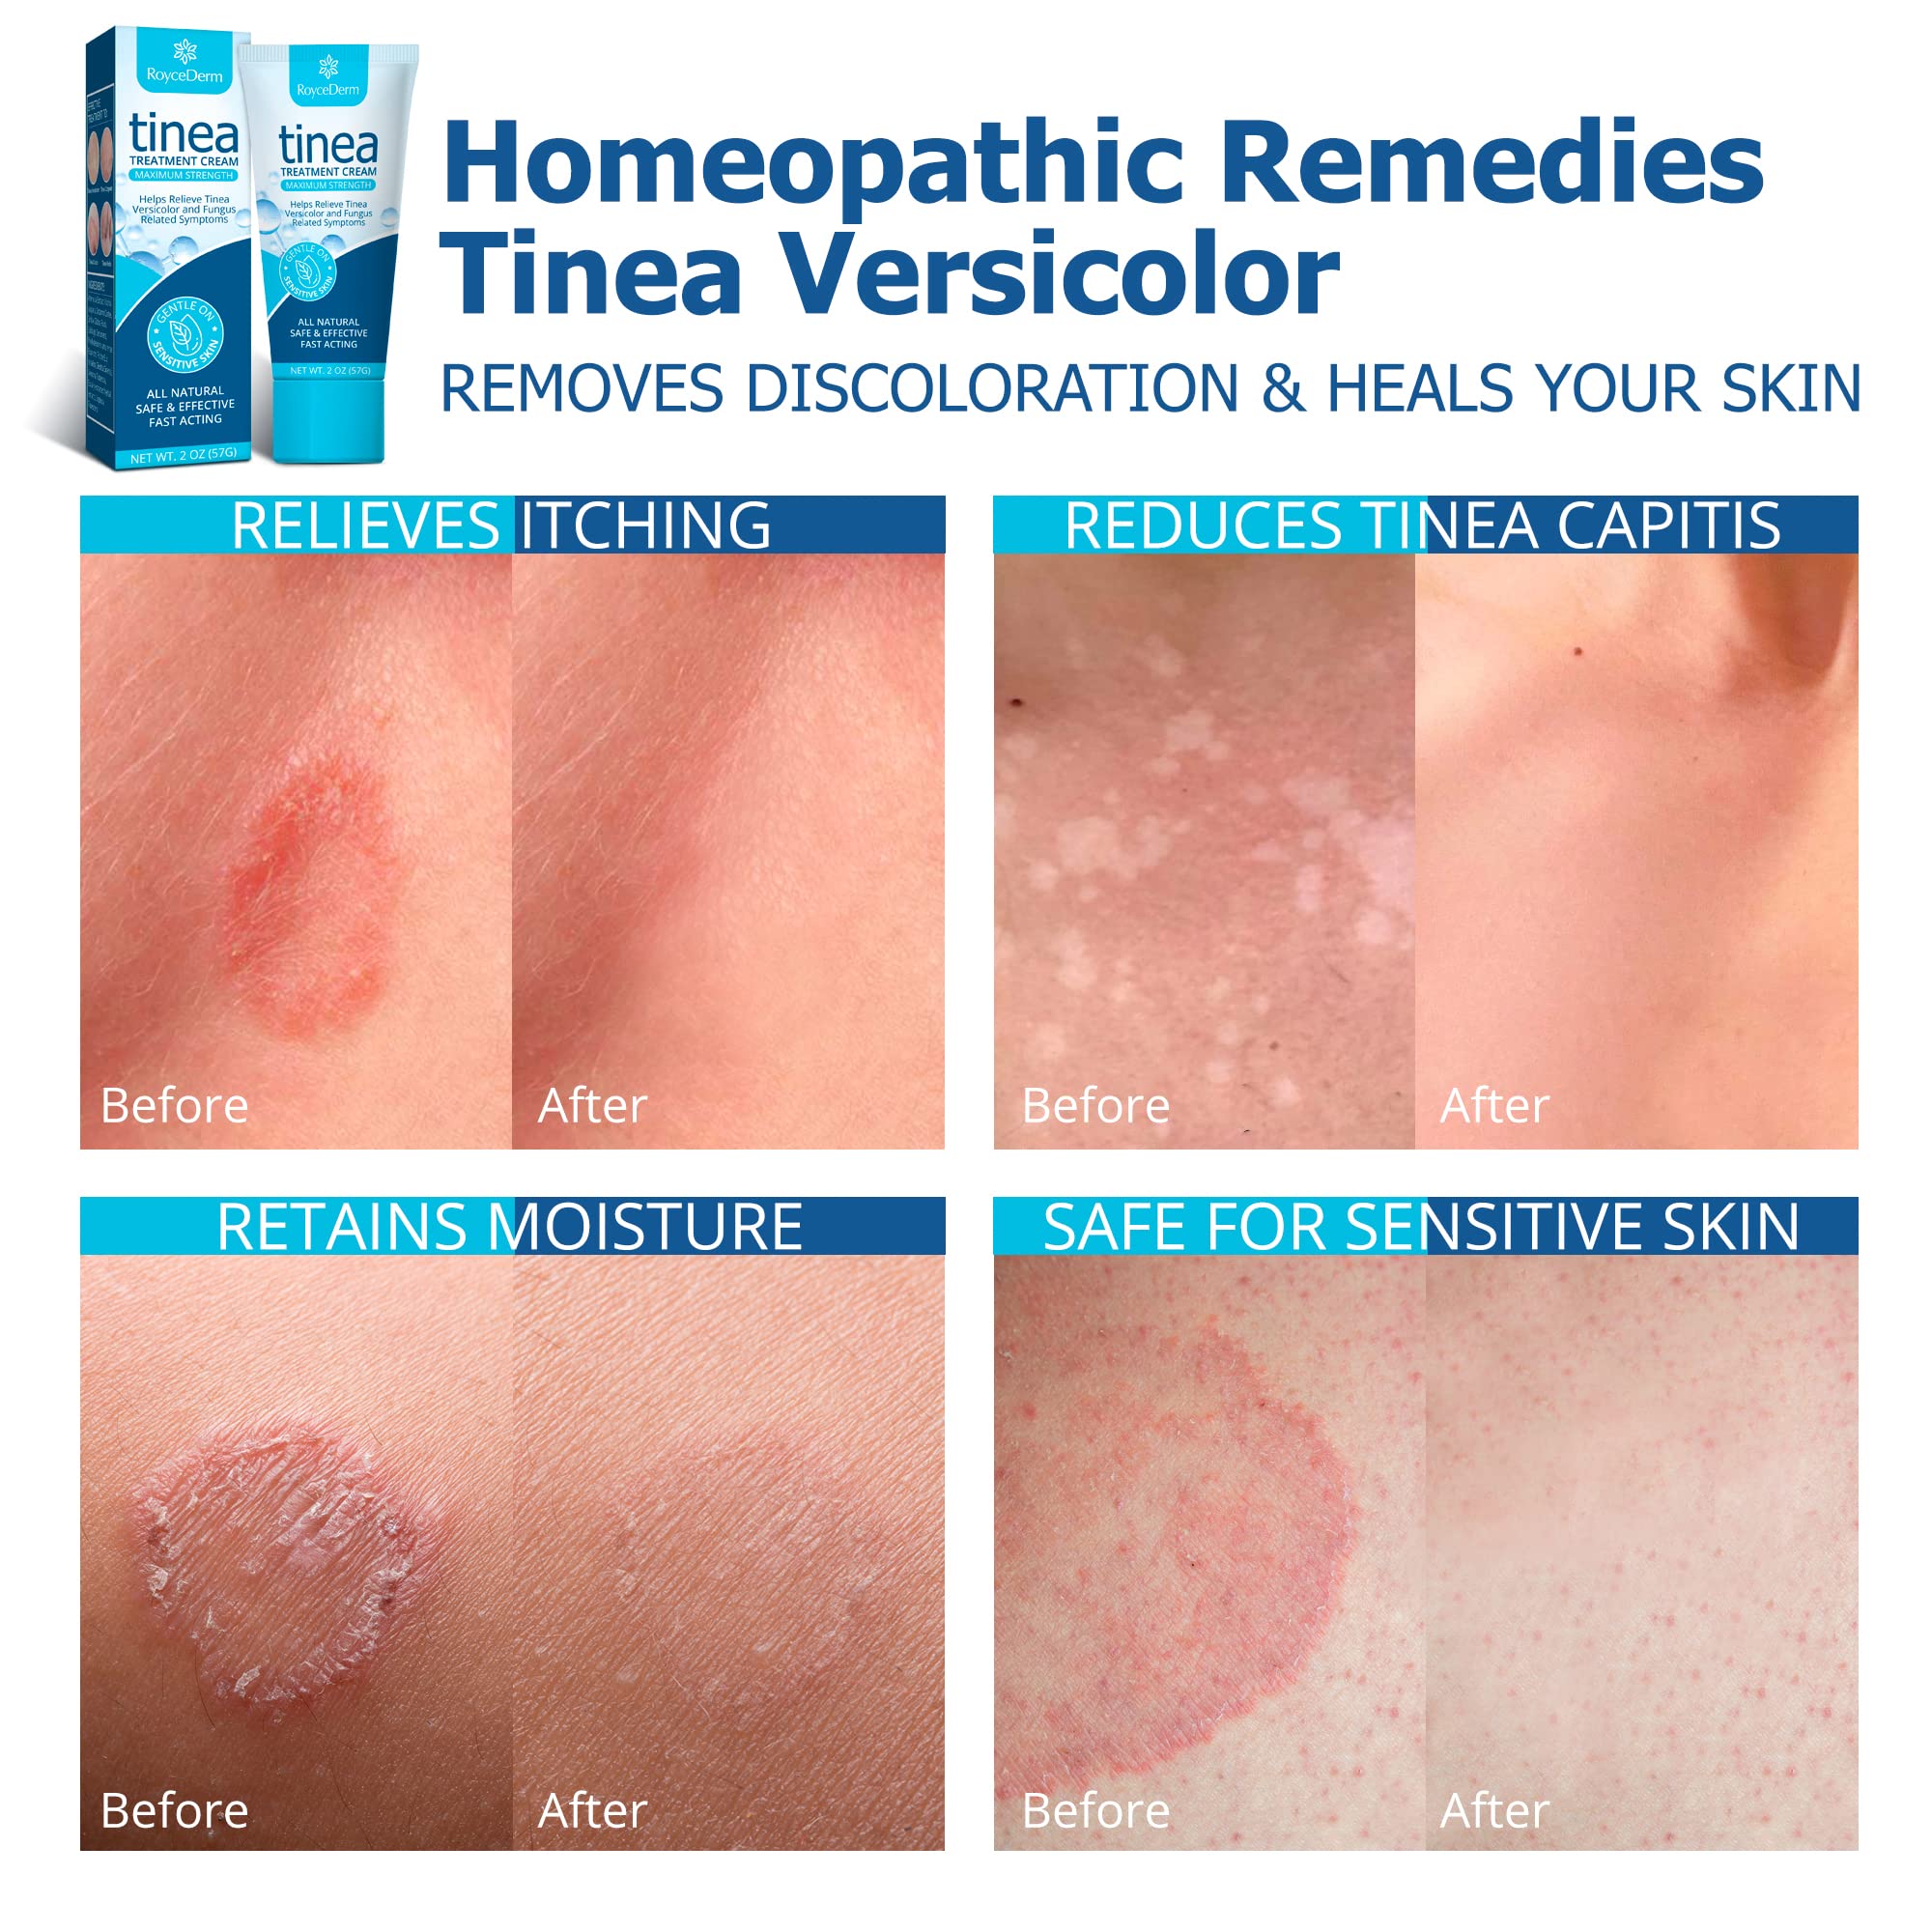 RoyceDerm
tinea
TREATMENT CREAM
MAXIMUM STRENGTH
Helps Relieve Tinea
Versicolor and Fungus
Related Symptoms
GENTLE ON
SENSITIVE SKIN
ALL NATURAL
SAFE & EFFECTIVE
FAST ACTING
NET WT. 2 OZ (57G)
RoyceDerm
tinea
TREATMENT CREAM
MAXIMUM STRENGTH
Helps Relieve Tinea
Versicolor and Fungus
Related Symptoms
GENTLE ON
SENSITIVE SKIN
ALL NATURAL
SAFE & EFFECTIVE
FAST ACTING
NET WT. 2 OZ (57G)
Homeopathic Remedies
Tinea Versicolor
REMOVES DISCOLORATION & HEALS YOUR SKIN
RELIEVES ITCHING
Before
After
REDUCES TINEA CAPITIS
Before
After
RETAINS MOISTURE
Before
After
SAFE FOR SENSITIVE SKIN
Before
After